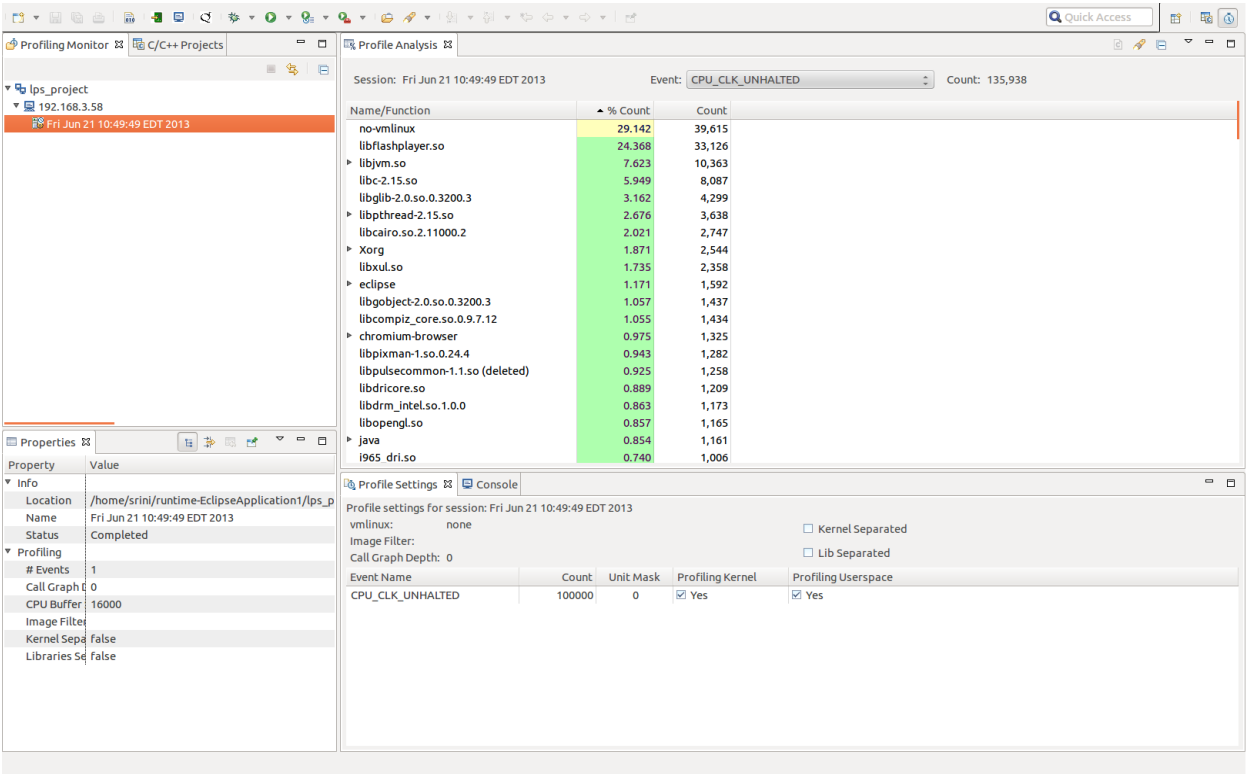 Quick Access
Profiling Monitor
C/C++ Projects
lps_project
192.168.3.58
Fri Jun 21 10:49:49 EDT 2013
Properties
Property Value
Info
Location /home/srini/runtime-EclipseApplication1/lps_p
Name Fri Jun 21 10:49:49 EDT 2013
Status Completed
Profiling
# Events 1
Call Graph D 0
CPU Buffer 16000
Image Filter
Kernel Sepa false
Libraries Se false
Profile Analysis
Session: Fri Jun 21 10:49:49 EDT 2013 Event: CPU_CLK_UNHALTED Count: 135,938
Name/Function % Count Count
no-vmlinux 29.142 39,615
libflashplayer.so 24.368 33,126
libjvm.so 7.623 10,363
libc-2.15.so 5.949 8,087
libglib-2.0.so.0.3200.3 3.162 4,299
libpthread-2.15.so 2.676 3,638
libcairo.so.2.11000.2 2.021 2,747
Xorg 1.871 2,544
libxul.so 1.735 2,358
eclipse 1.171 1,592
libgobject-2.0.so.0.3200.3 1.057 1,437
libcompiz_core.so.0.9.7.12 1.055 1,434
chromium-browser 0.975 1,325
libpixman-1.so.0.24.4 0.943 1,282
libpulsecommon-1.1.so (deleted) 0.925 1,258
libdricore.so 0.889 1,209
libdrm_intel.so.1.0.0 0.863 1,173
libopengl.so 0.857 1,165
java 0.854 1,161
i965_dri.so 0.740 1,006
Profile Settings
Console
Profile settings for session: Fri Jun 21 10:49:49 EDT 2013
vmlinux: none
Image Filter:
Call Graph Depth: 0
Kernel Separated
Lib Separated
Event Name Count Unit Mask Profiling Kernel Profiling Userspace
CPU_CLK_UNHALTED 100000 0 Yes Yes